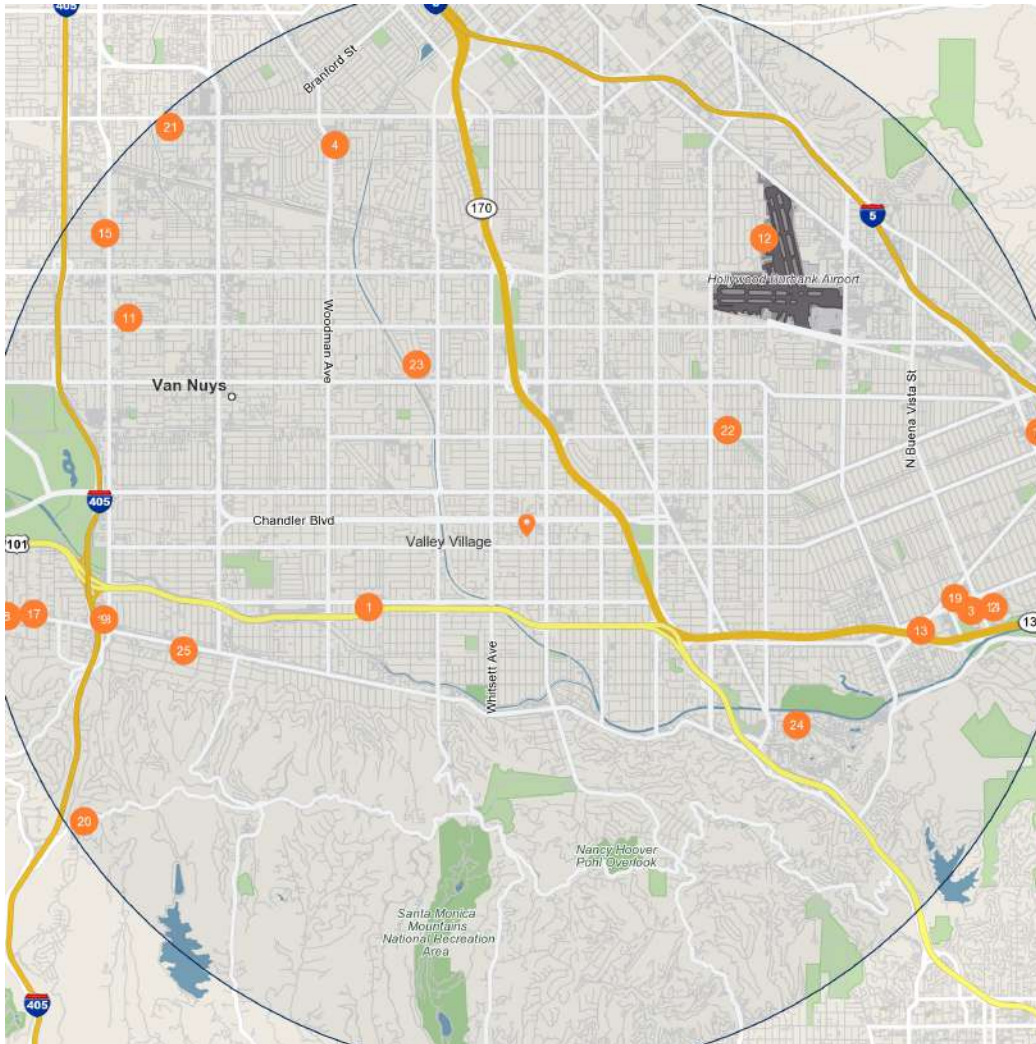 405
5
Branford St
21
4
170
5
15
12
Hollywood Burbank Airport
11
Woodman Ave
23
Van Nuys
22
N Buena Vista St
405
Chandler Blvd
Valley Village
101
1
19
3
13
17
25
Whitsett Ave
24
20
Nancy Hoover
Pohl Overlook
Santa Monica
Mountains
National Recreation
Area
405